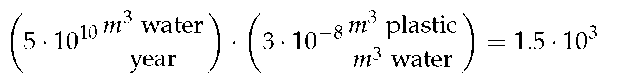 (5 · 10^10 m^3 water / year) · (3 · 10^−8 m^3 plastic / m^3 water) = 1.5 · 10^3